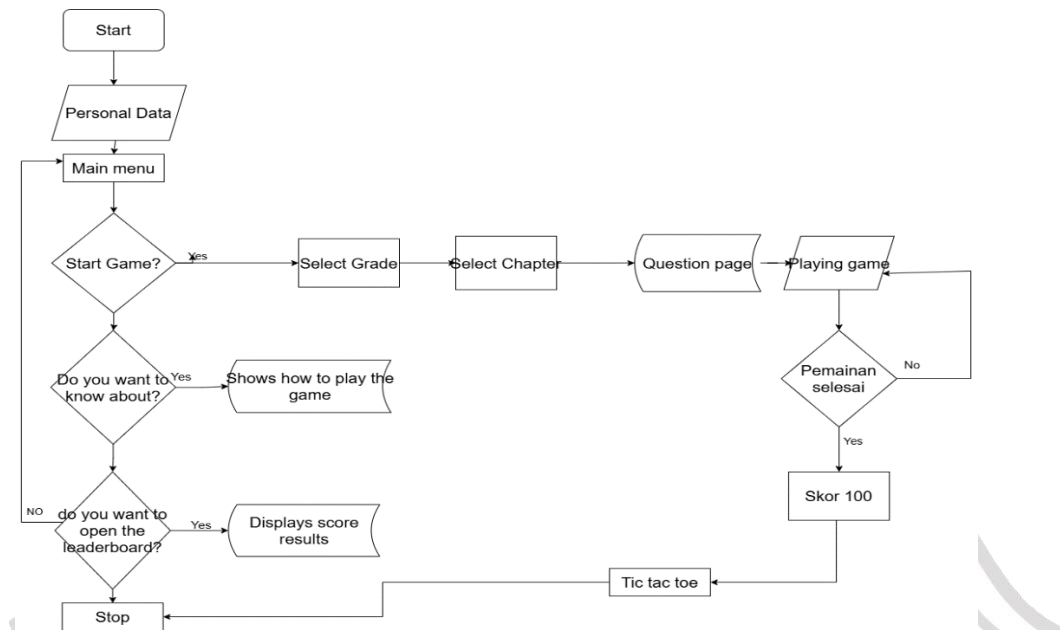 Start
Personal Data
Main menu
Start Game?
Yes
Select Grade
Select Chapter
Question page
Playing game
Do you want to
know about?
Yes
Shows how to play the
game
Pemainan
selesai
No
Yes
Skor 100
NO
do you want to
open the
leaderboard?
Yes
Displays score
results
Tic tac toe
Stop